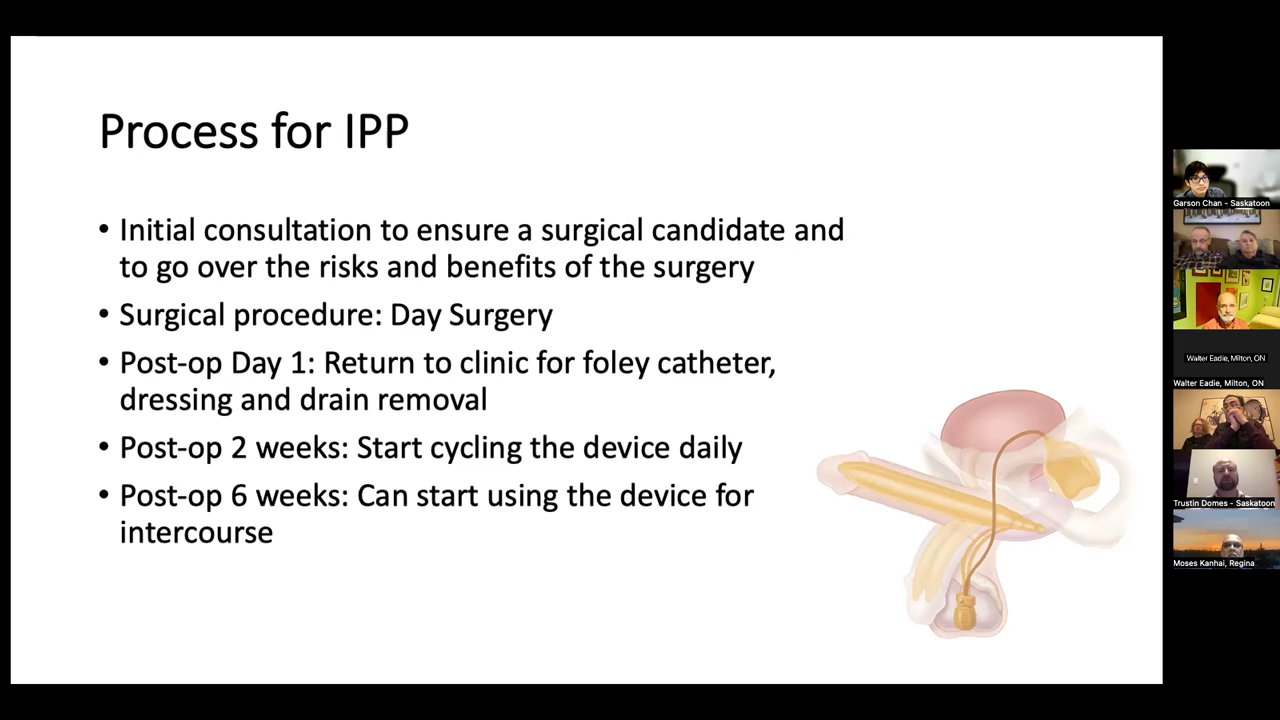 Process for IPP
• Initial consultation to ensure a surgical candidate and
to go over the risks and benefits of the surgery
• Surgical procedure: Day Surgery
• Post-op Day 1: Return to clinic for foley catheter,
dressing and drain removal
• Post-op 2 weeks: Start cycling the device daily
• Post-op 6 weeks: Can start using the device for
intercourse
Garson Chan - Saskatoon
Walter Eadie, Milton, ON
Walter Eadie, Milton, ON
Trustin Domes - Saskatoon
Moses Kanhai, Regina